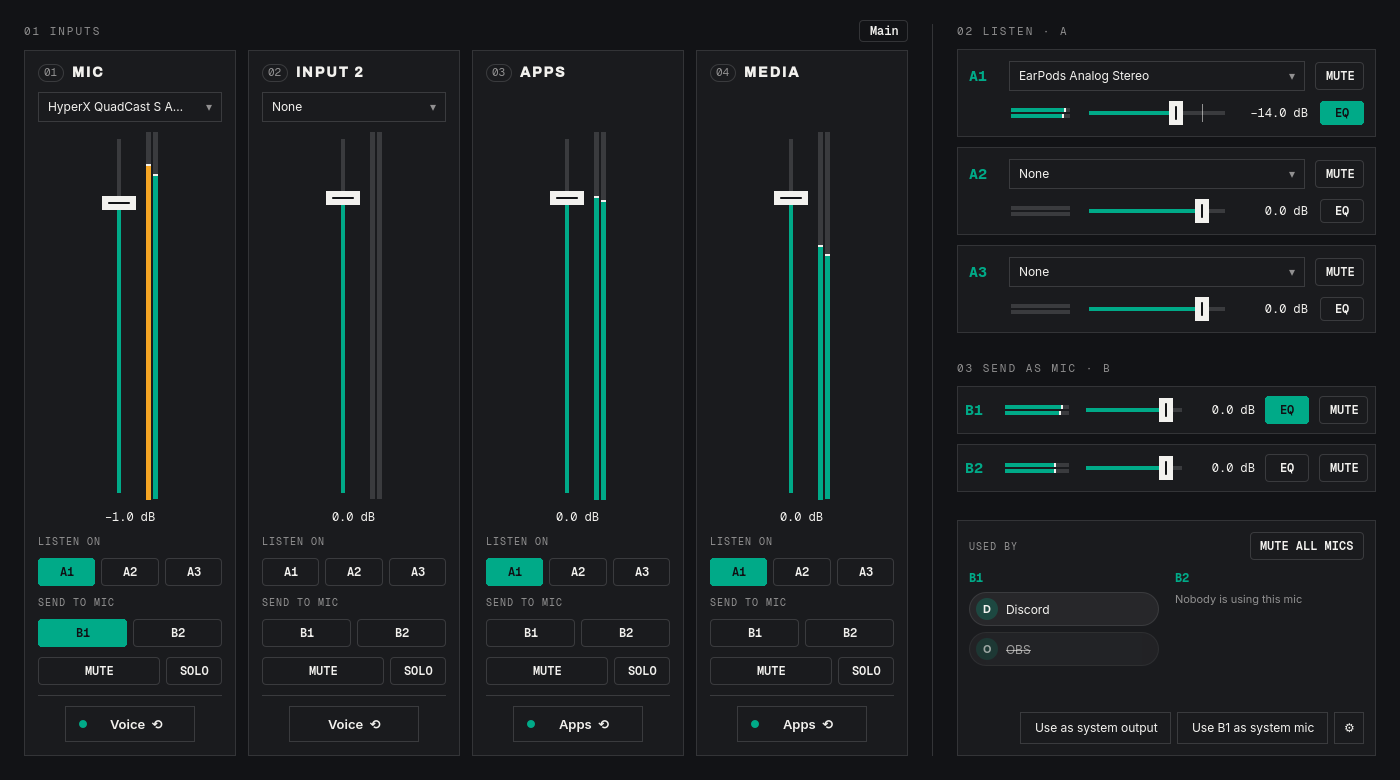 01 INPUTS
Main
01 MIC
HyperX QuadCast S A…
−1.0 dB
LISTEN ON
A1 A2 A3
SEND TO MIC
B1 B2
MUTE SOLO
Voice ⟲
02 INPUT 2
None
0.0 dB
LISTEN ON
A1 A2 A3
SEND TO MIC
B1 B2
MUTE SOLO
Voice ⟲
03 APPS
0.0 dB
LISTEN ON
A1 A2 A3
SEND TO MIC
B1 B2
MUTE SOLO
Apps ⟲
04 MEDIA
0.0 dB
LISTEN ON
A1 A2 A3
SEND TO MIC
B1 B2
MUTE SOLO
Apps ⟲
02 LISTEN · A
A1 EarPods Analog Stereo MUTE
−14.0 dB EQ
A2 None MUTE
0.0 dB EQ
A3 None MUTE
0.0 dB EQ
03 SEND AS MIC · B
B1 0.0 dB EQ MUTE
B2 0.0 dB EQ MUTE
USED BY MUTE ALL MICS
B1
D Discord
O OBS
B2
Nobody is using this mic
Use as system output Use B1 as system mic ⚙